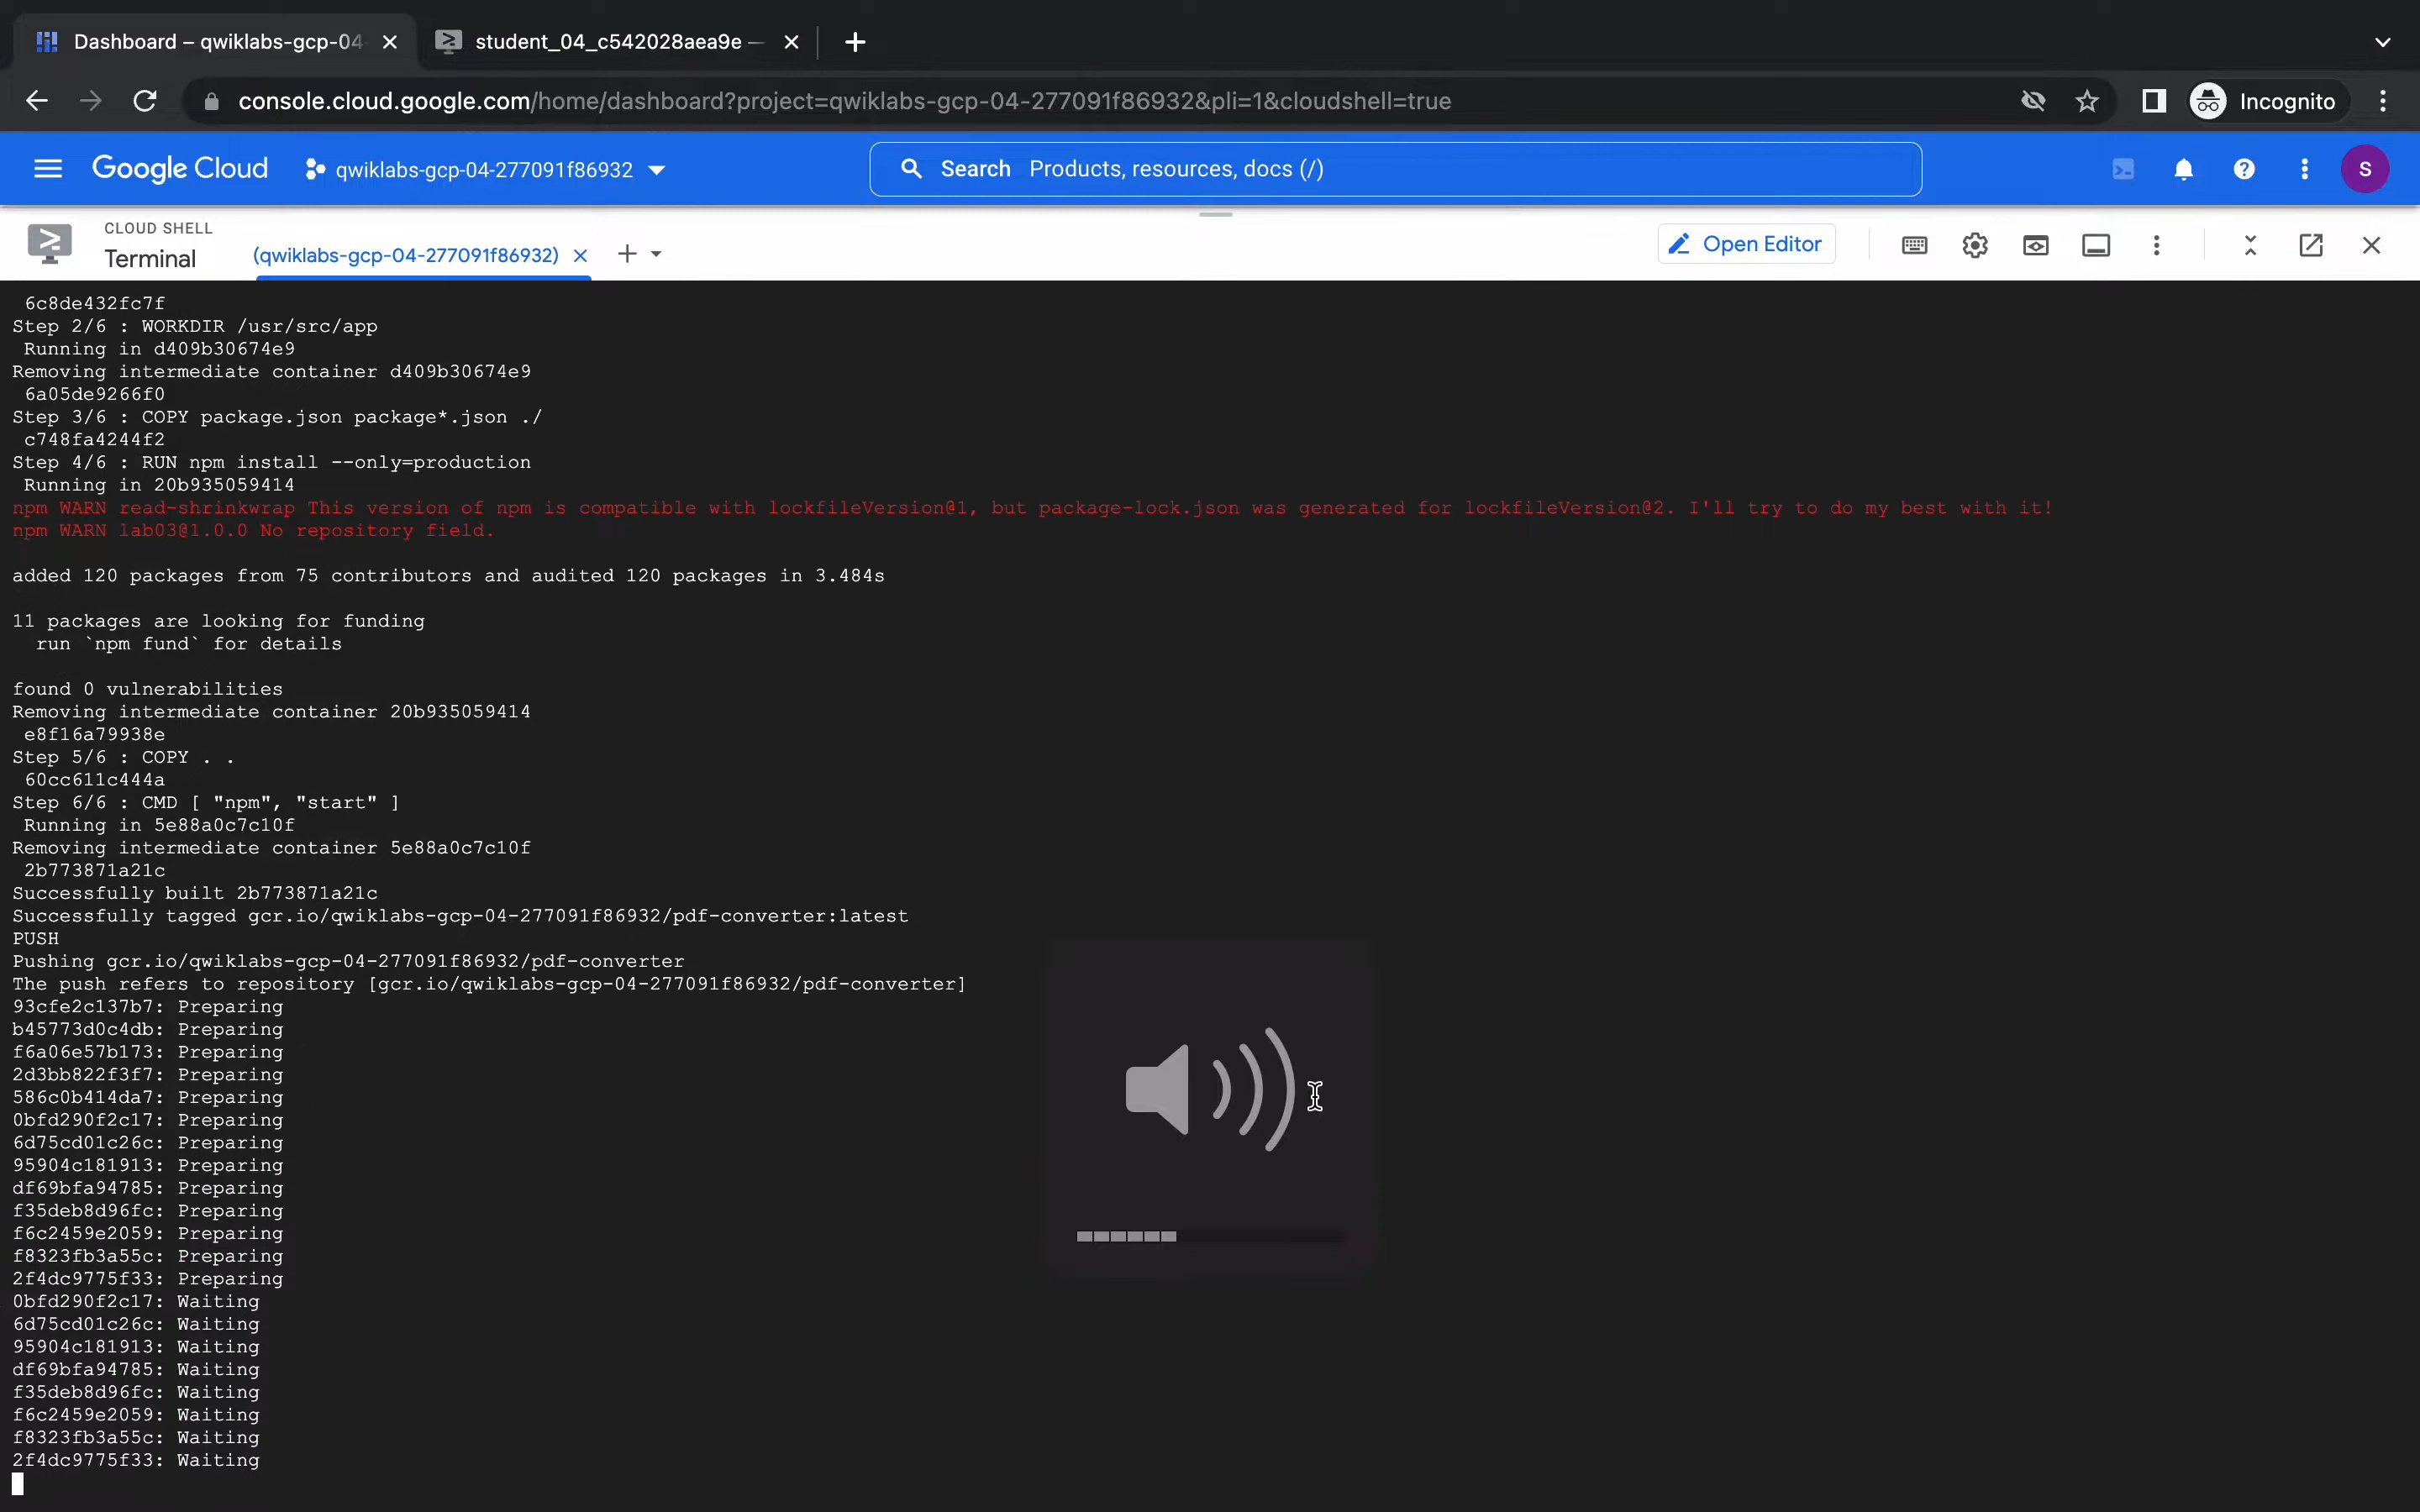 Dashboard – qwiklabs-gcp-04
student_04_c542028aea9e —
console.cloud.google.com/home/dashboard?project=qwiklabs-gcp-04-277091f86932&pli=1&cloudshell=true
Incognito
Google Cloud
qwiklabs-gcp-04-277091f86932
Search Products, resources, docs (/)
S
CLOUD SHELL
Terminal
(qwiklabs-gcp-04-277091f86932)
Open Editor
6c8de432fc7f
Step 2/6 : WORKDIR /usr/src/app
Running in d409b30674e9
Removing intermediate container d409b30674e9
6a05de9266f0
Step 3/6 : COPY package.json package*.json ./
c748fa4244f2
Step 4/6 : RUN npm install --only=production
Running in 20b935059414
npm WARN read-shrinkwrap This version of npm is compatible with lockfileVersion@1, but package-lock.json was generated for lockfileVersion@2. I'll try to do my best with it!
npm WARN lab03@1.0.0 No repository field.
added 120 packages from 75 contributors and audited 120 packages in 3.484s
11 packages are looking for funding
run `npm fund` for details
found 0 vulnerabilities
Removing intermediate container 20b935059414
e8f16a79938e
Step 5/6 : COPY . .
60cc611c444a
Step 6/6 : CMD [ "npm", "start" ]
Running in 5e88a0c7c10f
Removing intermediate container 5e88a0c7c10f
2b773871a21c
Successfully built 2b773871a21c
Successfully tagged gcr.io/qwiklabs-gcp-04-277091f86932/pdf-converter:latest
PUSH
Pushing gcr.io/qwiklabs-gcp-04-277091f86932/pdf-converter
The push refers to repository [gcr.io/qwiklabs-gcp-04-277091f86932/pdf-converter]
93cfe2c137b7: Preparing
b45773d0c4db: Preparing
f6a06e57b173: Preparing
2d3bb822f3f7: Preparing
586c0b414da7: Preparing
0bfd290f2c17: Preparing
6d75cd01c26c: Preparing
95904c181913: Preparing
df69bfa94785: Preparing
f35deb8d96fc: Preparing
f6c2459e2059: Preparing
f8323fb3a55c: Preparing
2f4dc9775f33: Preparing
0bfd290f2c17: Waiting
6d75cd01c26c: Waiting
95904c181913: Waiting
df69bfa94785: Waiting
f35deb8d96fc: Waiting
f6c2459e2059: Waiting
f8323fb3a55c: Waiting
2f4dc9775f33: Waiting